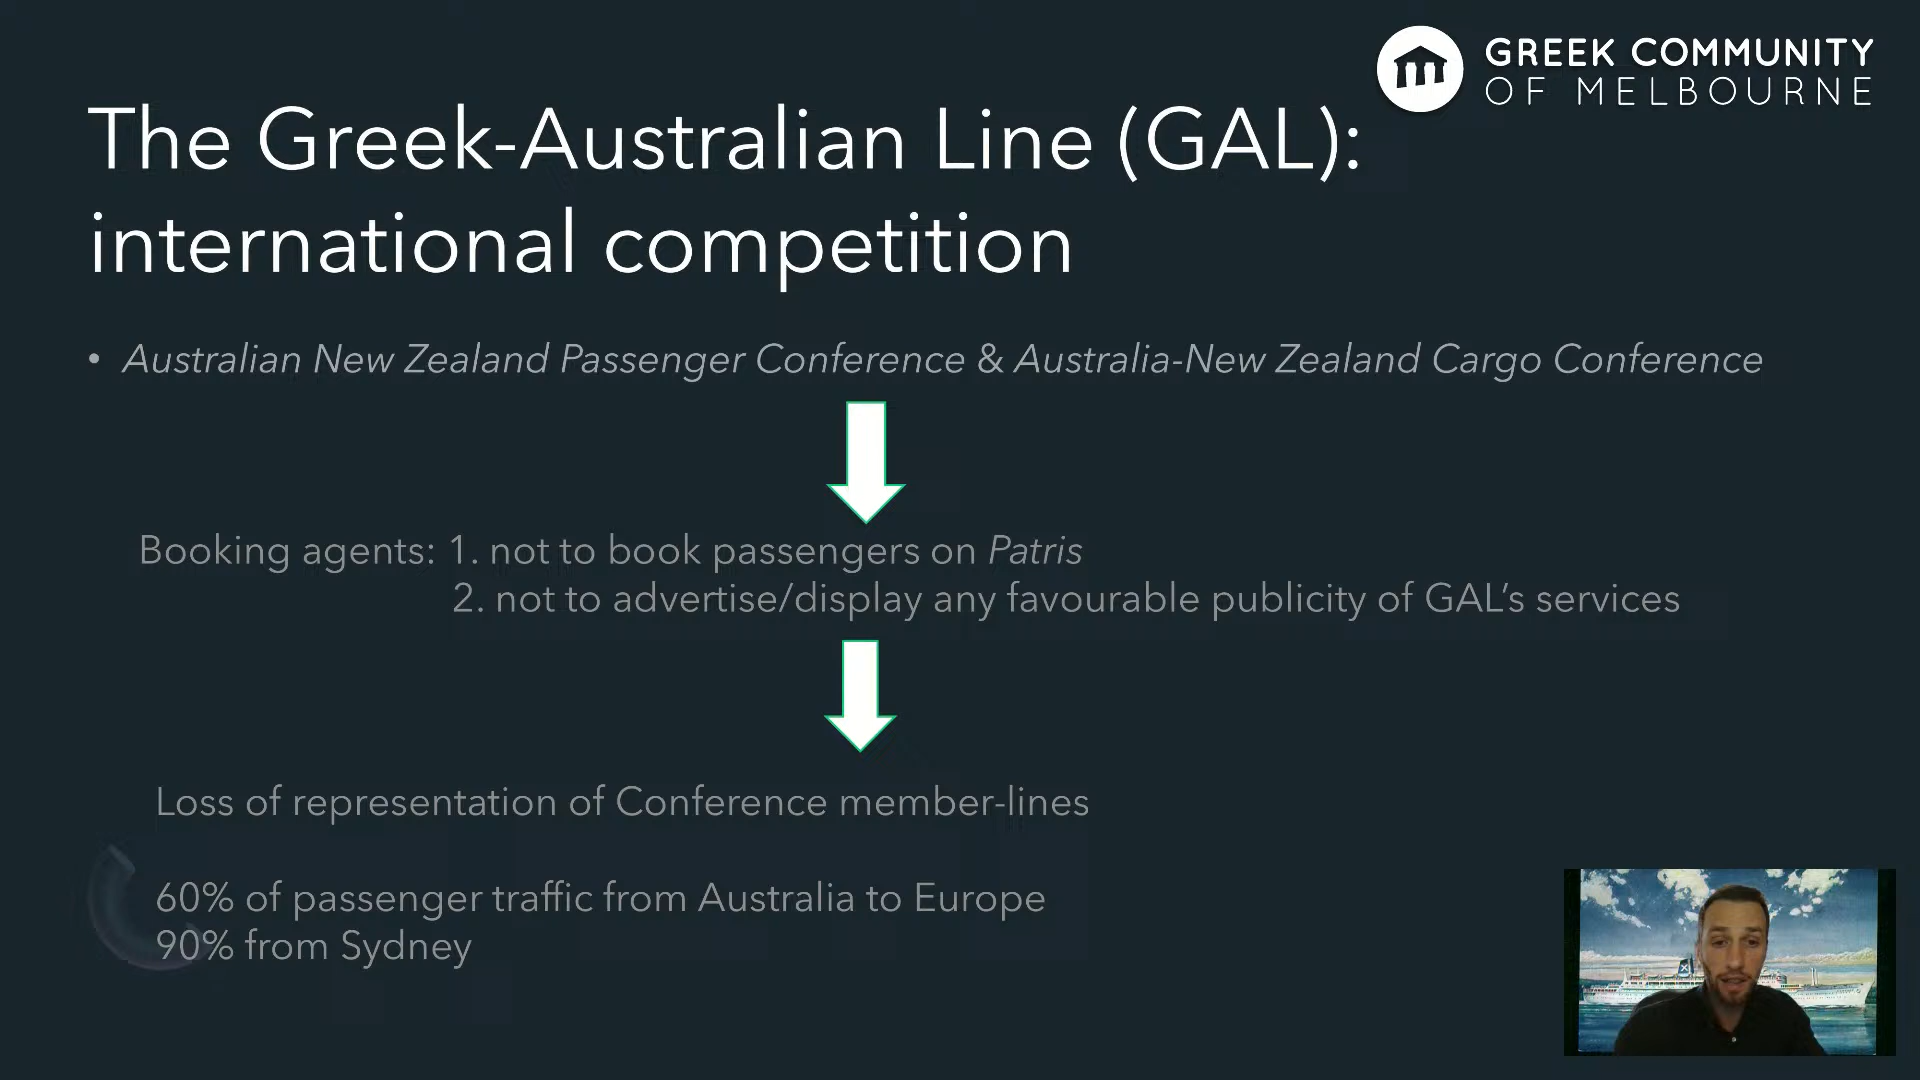 GREEK COMMUNITY
OF MELBOURNE
The Greek-Australian Line (GAL):
international competition
• Australian New Zealand Passenger Conference & Australia-New Zealand Cargo Conference
Booking agents: 1. not to book passengers on Patris
2. not to advertise/display any favourable publicity of GAL’s services
Loss of representation of Conference member-lines
60% of passenger traffic from Australia to Europe
90% from Sydney